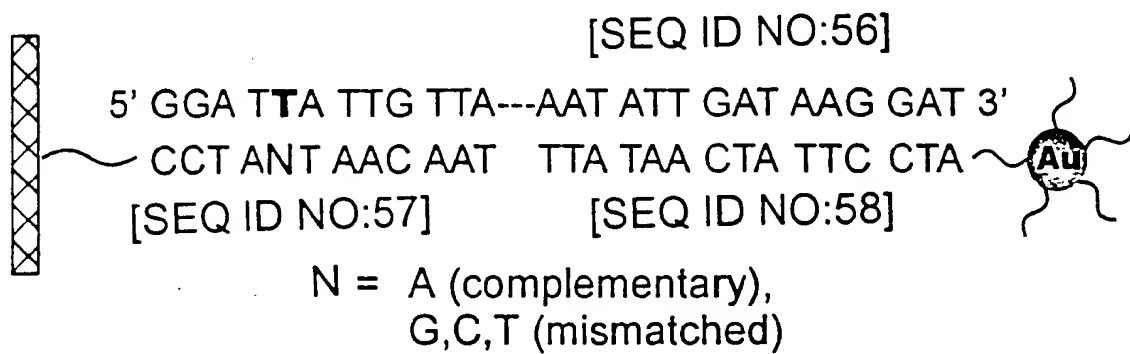 [SEQ ID NO:56]
5' GGA TTA TTG TTA---AAT ATT GAT AAG GAT 3'
CCT ANT AAC AAT TTA TAA CTA TTC CTA
Au
[SEQ ID NO:57] [SEQ ID NO:58]
N = A (complementary),
G,C,T (mismatched)